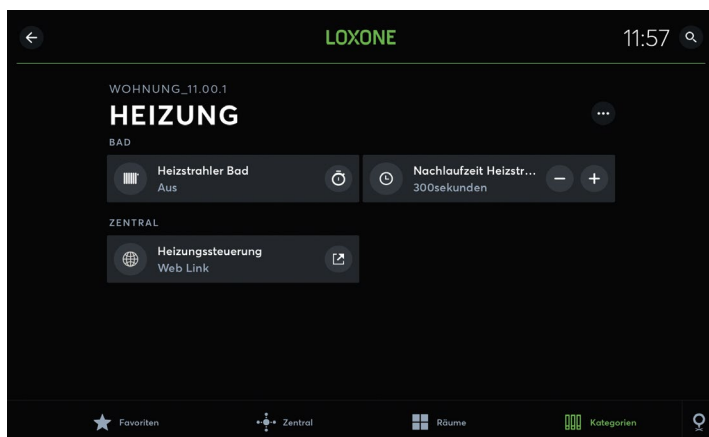 LOXONE
11:57
WOHNUNG_11.00.1
HEIZUNG
BAD
Heizstrahler Bad
Aus
Nachlaufzeit Heizstr...
300sekunden
ZENTRAL
Heizungssteuerung
Web Link
Favoriten
Zentral
Räume
Kategorien